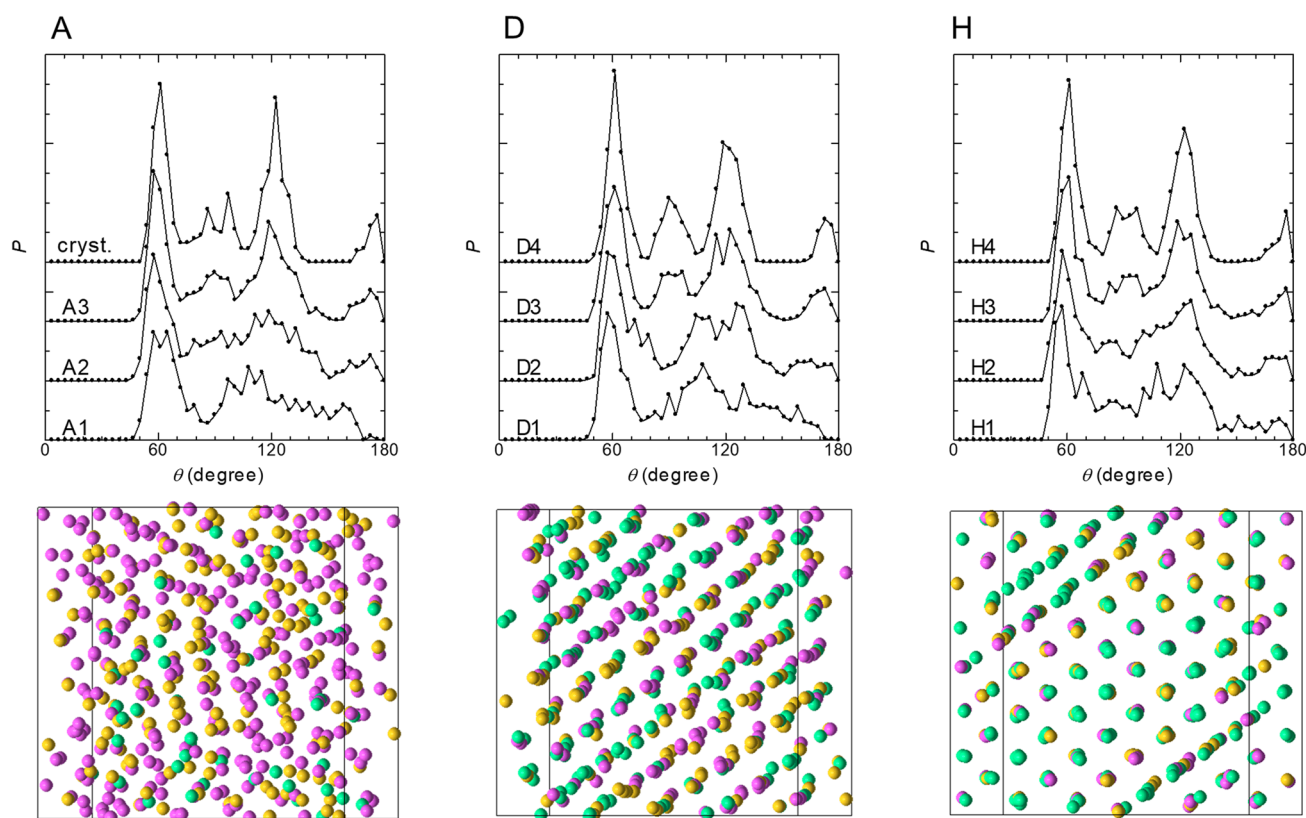 A
D
H
P
cryst.
A3
A2
A1
60
120
180
θ (degree)
P
D4
D3
D2
D1
0
60
120
180
θ (degree)
P
H4
H3
H2
H1
0
60
120
180
θ (degree)
0